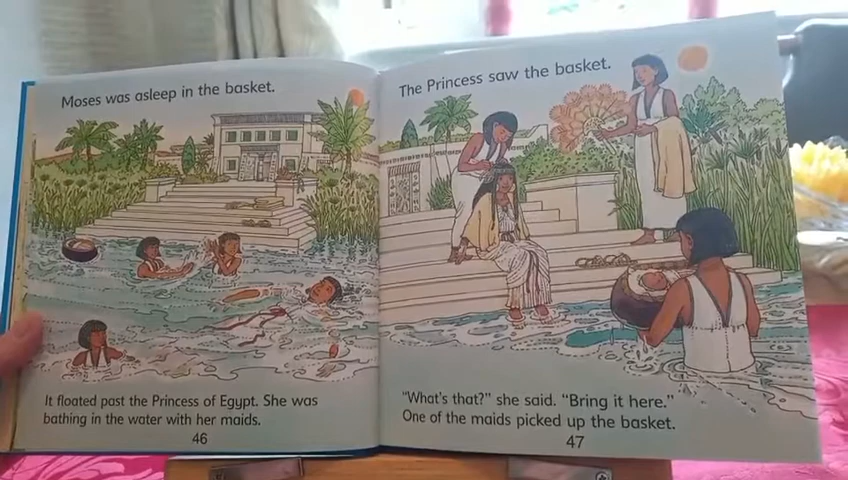 Moses was asleep in the basket.
It floated past the Princess of Egypt. She was
bathing in the water with her maids.
46
The Princess saw the basket.
"What's that?" she said. "Bring it here."
One of the maids picked up the basket.
47